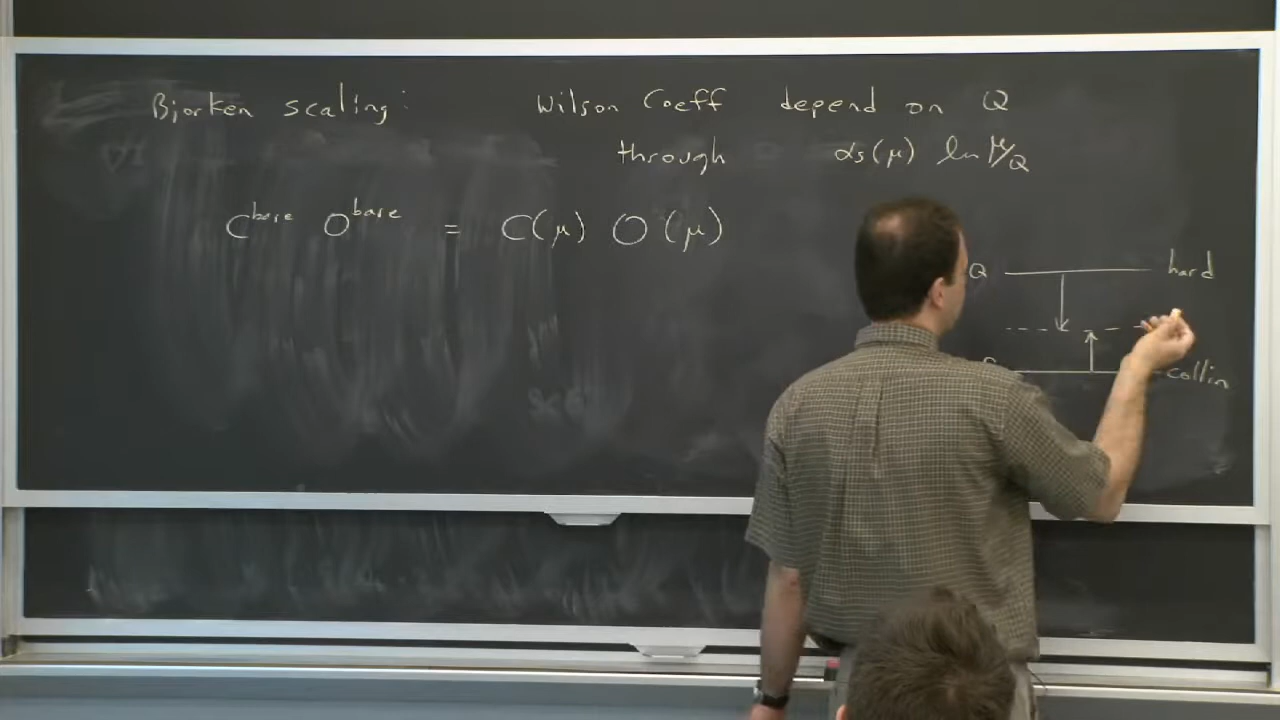 Bjorken scaling: Wilson Coeff depend on Q
through αs(μ) ln μ/Q
C^bare O^bare = C(μ) O(μ)
Q hard
collin